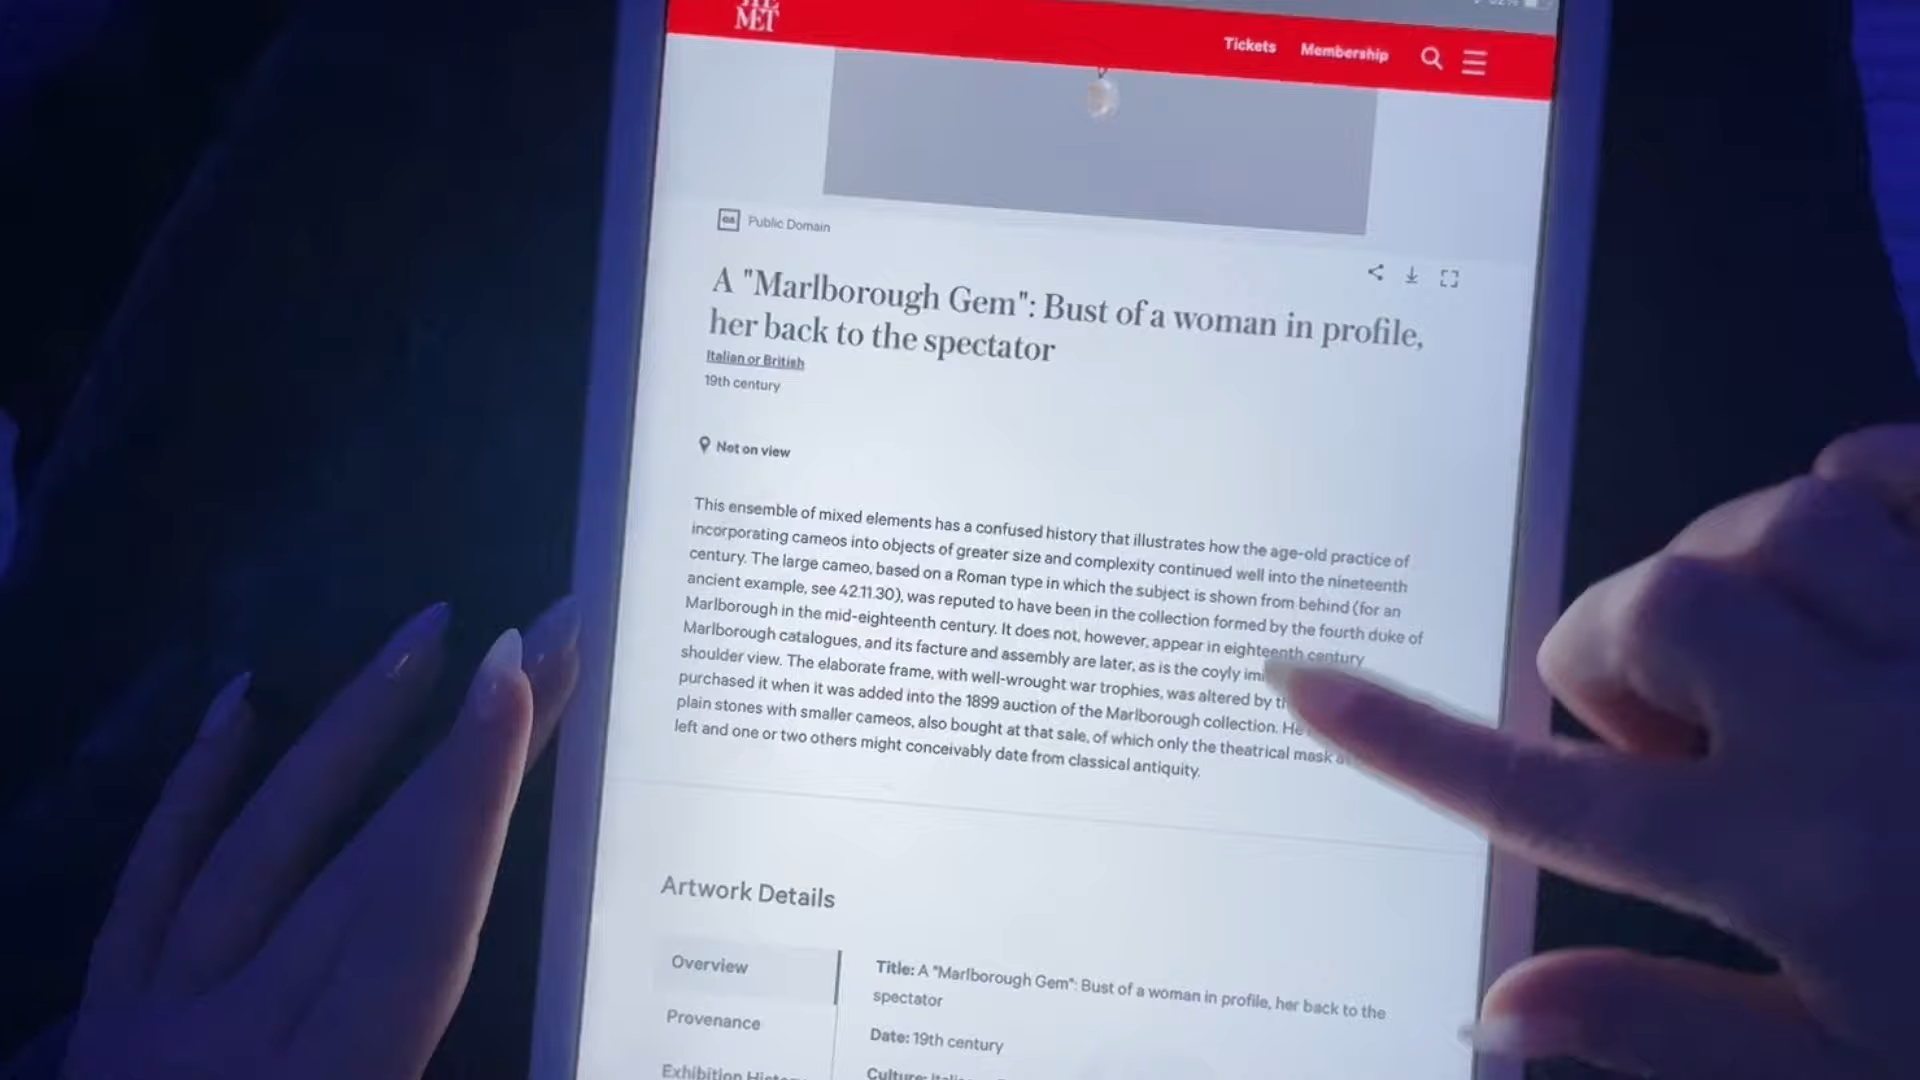 THE MET
Tickets Membership
Public Domain
A "Marlborough Gem": Bust of a woman in profile,
her back to the spectator
Italian or British
19th century
Not on view
This ensemble of mixed elements has a confused history that illustrates how the age-old practice of
incorporating cameos into objects of greater size and complexity continued well into the nineteenth
century. The large cameo, based on a Roman type in which the subject is shown from behind (for an
ancient example, see 42.11.30), was reputed to have been in the collection formed by the fourth duke of
Marlborough in the mid-eighteenth century. It does not, however, appear in eighteenth century
Marlborough catalogues, and its facture and assembly are later, as is the coyly
shoulder view. The elaborate frame, with well-wrought war trophies, was altered by
purchased it when it was added into the 1899 auction of the Marlborough collection. He
plain stones with smaller cameos, also bought at that sale, of which only the theatrical mask
left and one or two others might conceivably date from classical antiquity.
Artwork Details
Overview
Provenance
Exhibition
Title: A "Marlborough Gem": Bust of a woman in profile, her back to the
spectator
Date: 19th century
Culture: